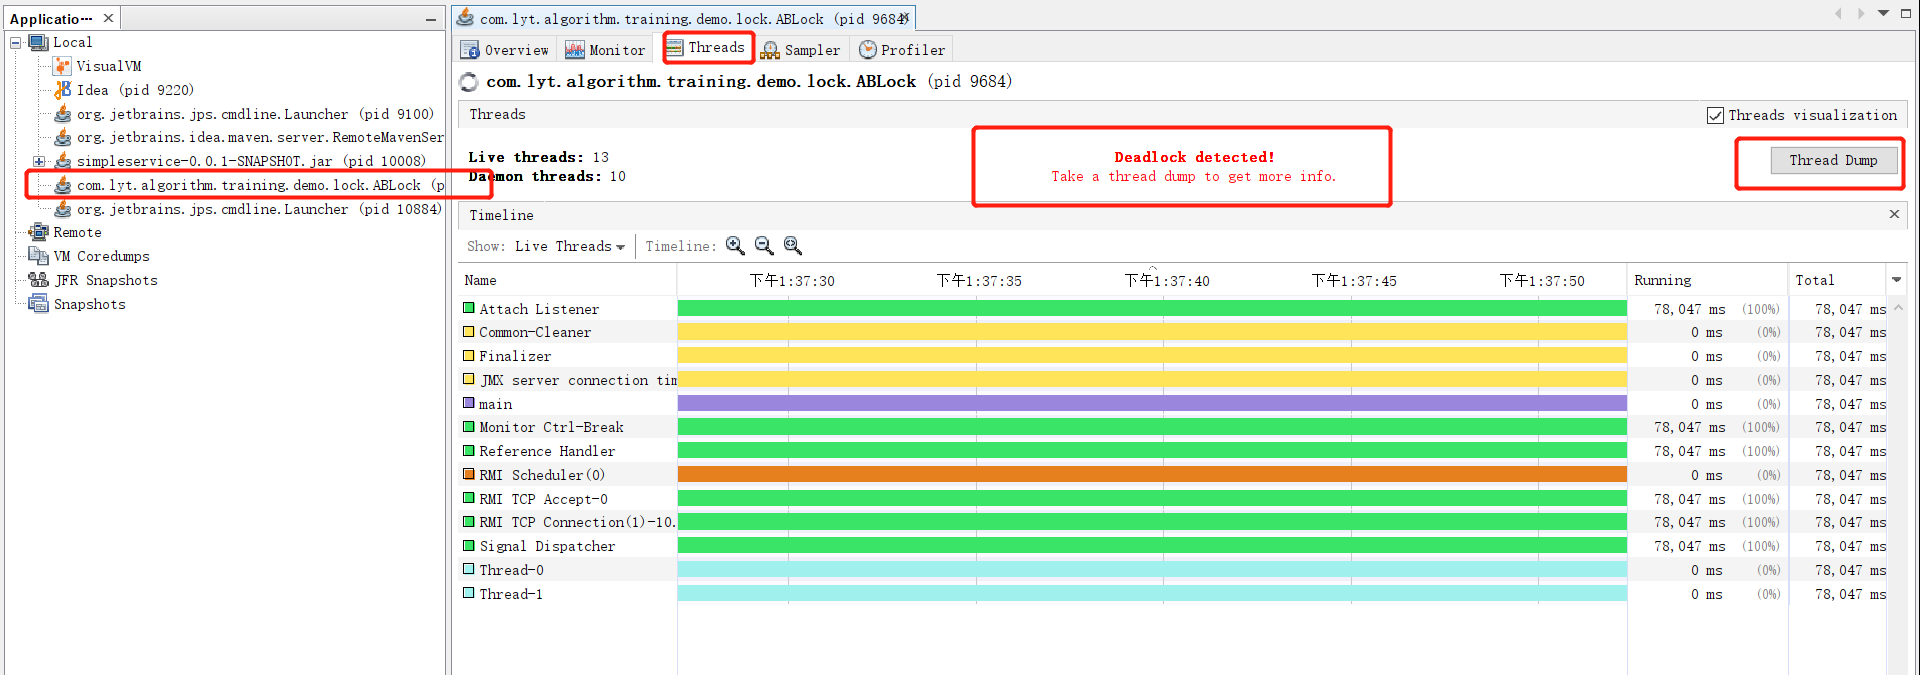 Applicatio···
Local
VisualVM
Idea (pid 9220)
org.jetbrains.jps.cmdline.Launcher (pid 9100)
org.jetbrains.idea.maven.server.RemoteMavenSer
simpleservice-0.0.1-SNAPSHOT.jar (pid 10008)
com.lyt.algorithm.training.demo.lock.ABLock (p
org.jetbrains.jps.cmdline.Launcher (pid 10884)
Remote
VM Coredumps
JFR Snapshots
Snapshots
com.lyt.algorithm.training.demo.lock.ABLock (pid 9684)
Overview Monitor Threads Sampler Profiler
com.lyt.algorithm.training.demo.lock.ABLock (pid 9684)
Threads Threads visualization
Live threads: 13
Daemon threads: 10
Deadlock detected!
Take a thread dump to get more info.
Thread Dump
Timeline
Show: Live Threads Timeline:
Name 下午1:37:30 下午1:37:35 下午1:37:40 下午1:37:45 下午1:37:50 Running Total
Attach Listener 78,047 ms (100%) 78,047 ms
Common-Cleaner 0 ms (0%) 78,047 ms
Finalizer 0 ms (0%) 78,047 ms
JMX server connection tim 0 ms (0%) 78,047 ms
main 0 ms (0%) 78,047 ms
Monitor Ctrl-Break 78,047 ms (100%) 78,047 ms
Reference Handler 78,047 ms (100%) 78,047 ms
RMI Scheduler(0) 0 ms (0%) 78,047 ms
RMI TCP Accept-0 78,047 ms (100%) 78,047 ms
RMI TCP Connection(1)-10. 78,047 ms (100%) 78,047 ms
Signal Dispatcher 78,047 ms (100%) 78,047 ms
Thread-0 0 ms (0%) 78,047 ms
Thread-1 0 ms (0%) 78,047 ms